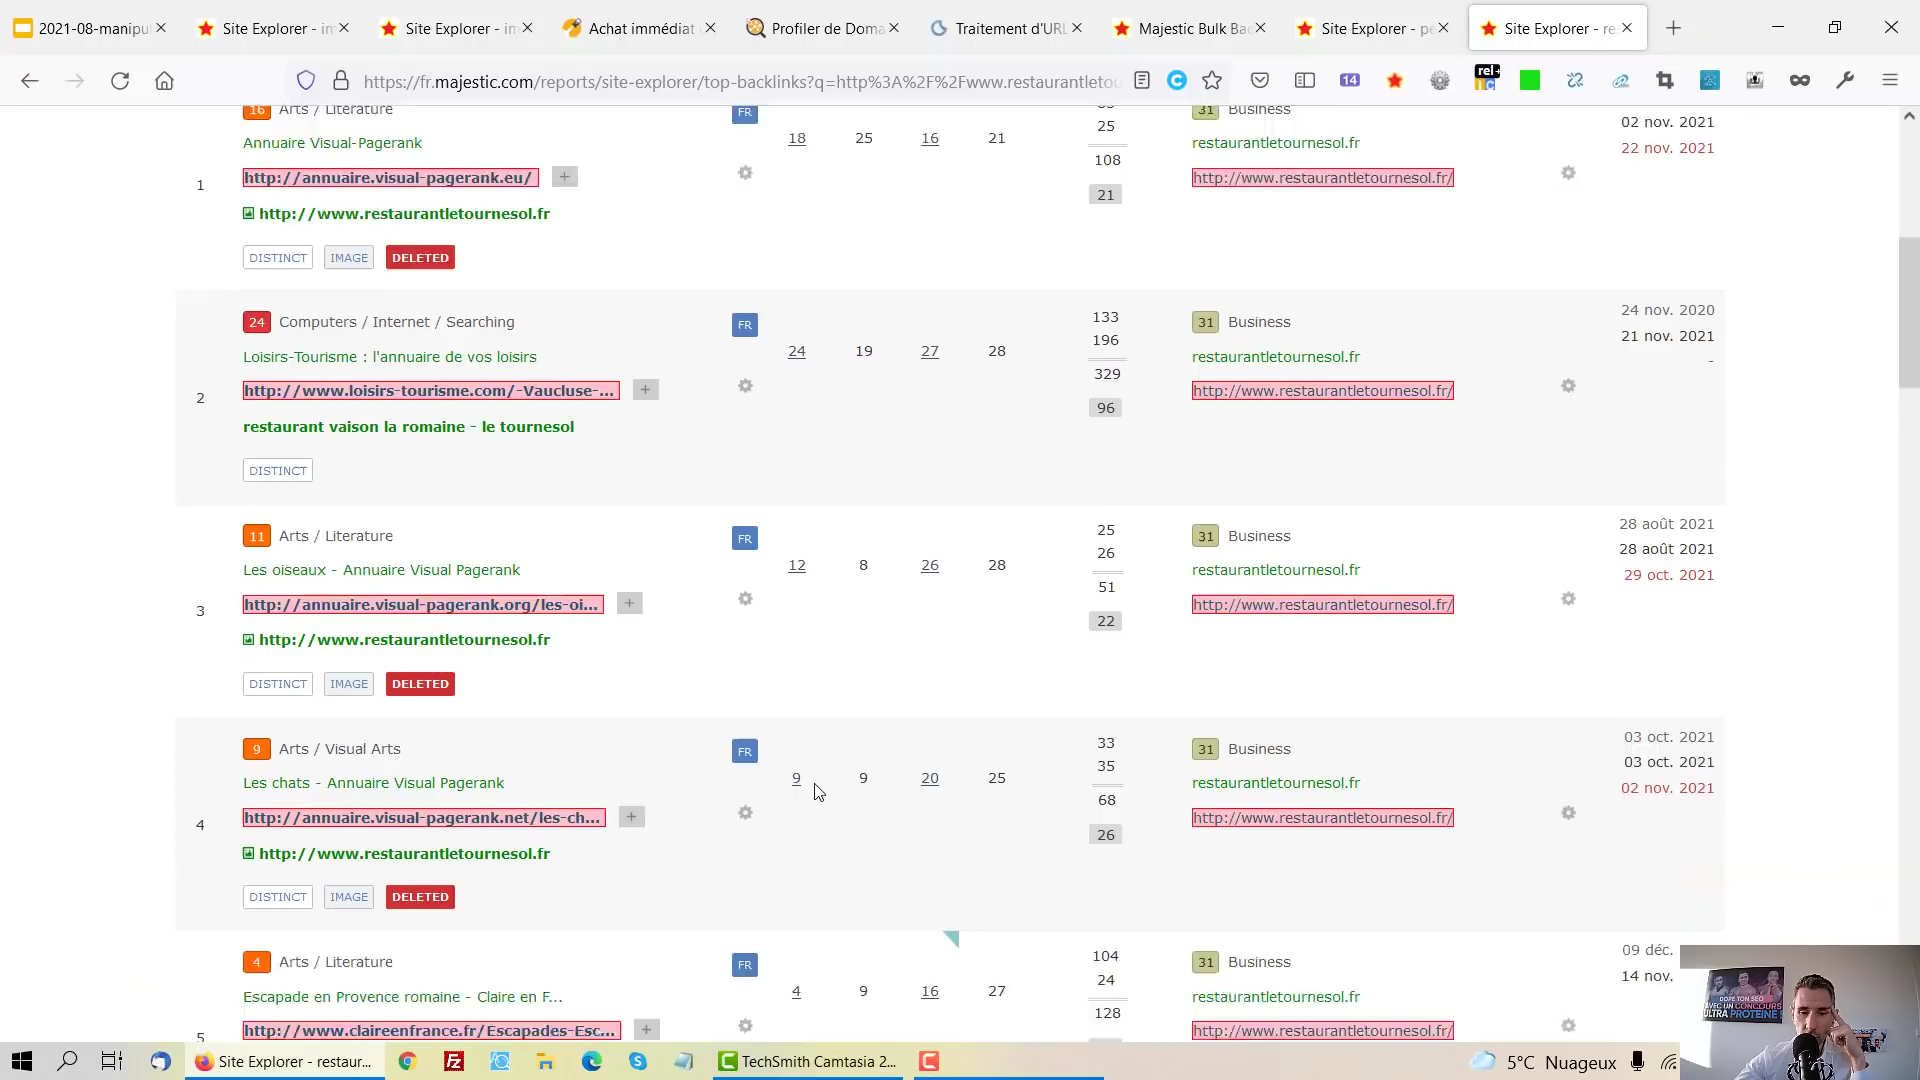 2021-08-manipul
Site Explorer - in
Site Explorer - in
Achat immédiat
Profiler de Doma
Traitement d'URL
Majestic Bulk Ba
Site Explorer - pe
Site Explorer - re
https://fr.majestic.com/reports/site-explorer/top-backlinks?q=http%3A%2F%2Fwww.restaurantletou
14
rel+
16 Arts / Literature
FR
18 25 16 21
25
108
21
31 Business
02 nov. 2021
22 nov. 2021
Annuaire Visual-Pagerank
restaurantletournesol.fr
1
http://annuaire.visual-pagerank.eu/ +
http://www.restaurantletournesol.fr/
http://www.restaurantletournesol.fr
DISTINCT IMAGE DELETED
24 Computers / Internet / Searching
FR
24 19 27 28
133
196
329
96
31 Business
24 nov. 2020
21 nov. 2021
-
Loisirs-Tourisme : l'annuaire de vos loisirs
restaurantletournesol.fr
2
http://www.loisirs-tourisme.com/-Vaucluse-... +
http://www.restaurantletournesol.fr/
restaurant vaison la romaine - le tournesol
DISTINCT
11 Arts / Literature
FR
12 8 26 28
25
26
51
22
31 Business
28 août 2021
28 août 2021
29 oct. 2021
Les oiseaux - Annuaire Visual Pagerank
restaurantletournesol.fr
3
http://annuaire.visual-pagerank.org/les-oi... +
http://www.restaurantletournesol.fr/
http://www.restaurantletournesol.fr
DISTINCT IMAGE DELETED
9 Arts / Visual Arts
FR
9 9 20 25
33
35
68
26
31 Business
03 oct. 2021
03 oct. 2021
02 nov. 2021
Les chats - Annuaire Visual Pagerank
restaurantletournesol.fr
4
http://annuaire.visual-pagerank.net/les-ch... +
http://www.restaurantletournesol.fr/
http://www.restaurantletournesol.fr
DISTINCT IMAGE DELETED
4 Arts / Literature
FR
4 9 16 27
104
24
128
31 Business
09 déc.
14 nov.
Escapade en Provence romaine - Claire en F...
restaurantletournesol.fr
5
http://www.claireenfrance.fr/Escapades-Esc... +
http://www.restaurantletournesol.fr/
DOPE TON SEO
AVEC UN CONCOURS
ULTRA PROTEINÉ !
Site Explorer - restaur...
TechSmith Camtasia 2...
5°C Nuageux